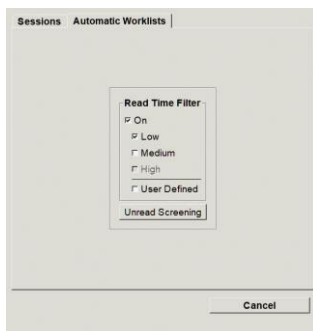 Sessions Automatic Worklists
Read Time Filter
On
Low
Medium
High
User Defined
Unread Screening
Cancel